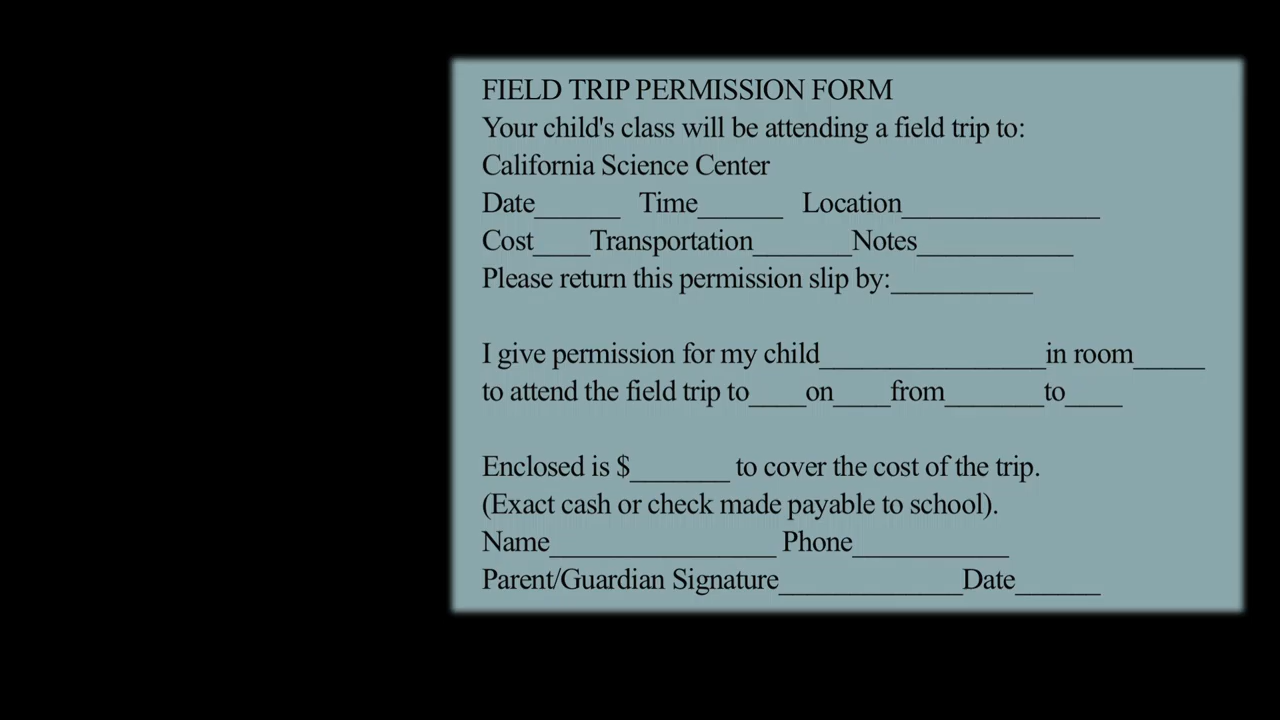 FIELD TRIP PERMISSION FORM
Your child's class will be attending a field trip to:
California Science Center
Date______ Time______ Location______________
Cost____Transportation_______Notes___________
Please return this permission slip by:__________
I give permission for my child________________in room_____
to attend the field trip to____on____from_______to____
Enclosed is $_______ to cover the cost of the trip.
(Exact cash or check made payable to school).
Name________________ Phone___________
Parent/Guardian Signature_____________Date______